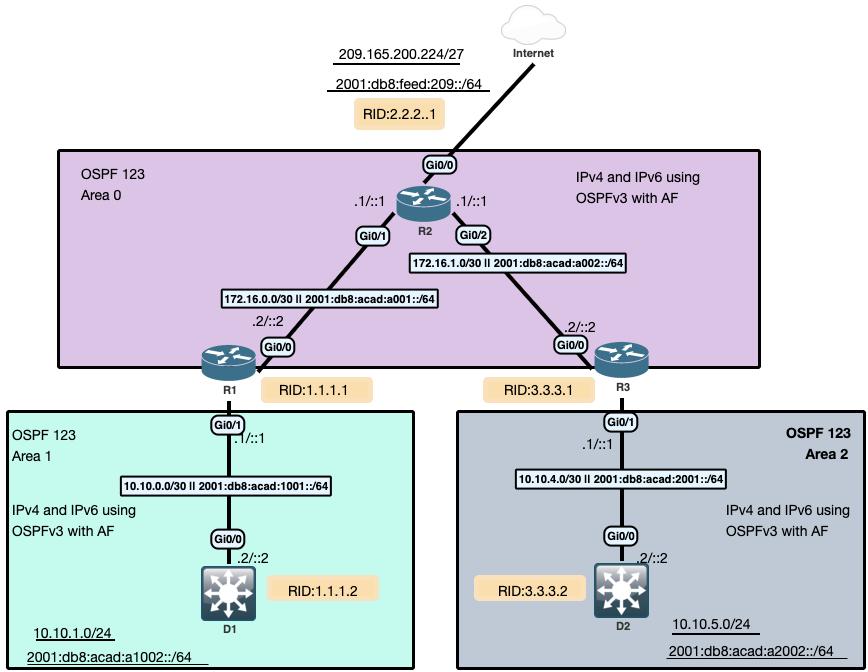 Internet
209.165.200.224/27
2001:db8:feed:209::/64
RID:2.2.2..1
OSPF 123
Area 0
Gi0/0
IPv4 and IPv6 using
OSPFv3 with AF
.1/::1
.1/::1
R2
Gi0/1
Gi0/2
172.16.1.0/30 || 2001:db8:acad:a002::/64
172.16.0.0/30 || 2001:db8:acad:a001::/64
.2/::2
.2/::2
Gi0/0
Gi0/0
R1
R3
RID:1.1.1.1
RID:3.3.3.1
Gi0/1
.1/::1
OSPF 123
Area 1
10.10.0.0/30 || 2001:db8:acad:1001::/64
IPv4 and IPv6 using
OSPFv3 with AF
Gi0/0
.2/::2
RID:1.1.1.2
D1
10.10.1.0/24
2001:db8:acad:a1002::/64
Gi0/1
.1/::1
OSPF 123
Area 2
10.10.4.0/30 || 2001:db8:acad:2001::/64
IPv4 and IPv6 using
OSPFv3 with AF
Gi0/0
.2/::2
RID:3.3.3.2
D2
10.10.5.0/24
2001:db8:acad:a2002::/64